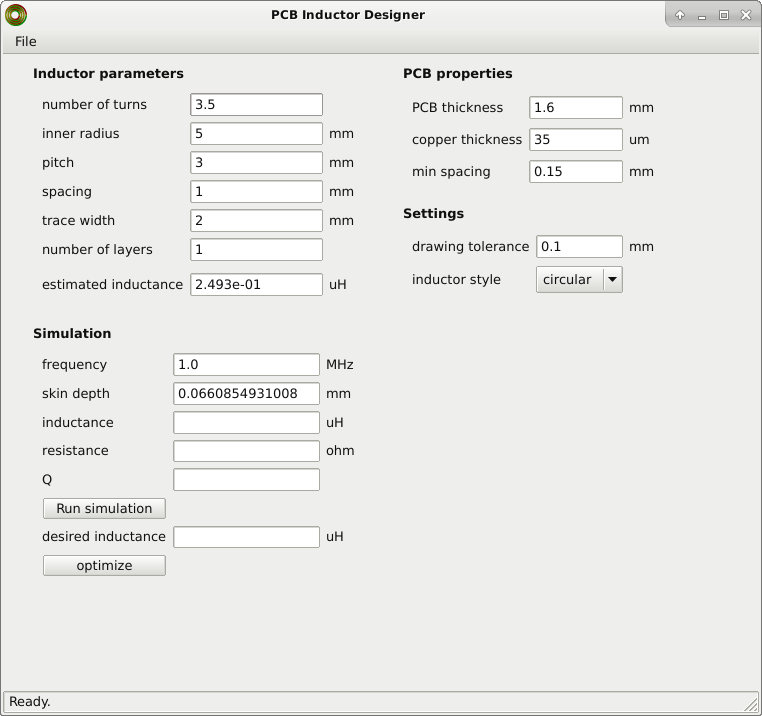 PCB Inductor Designer
File
Inductor parameters
number of turns 3.5
inner radius 5 mm
pitch 3 mm
spacing 1 mm
trace width 2 mm
number of layers 1
estimated inductance 2.493e-01 uH
PCB properties
PCB thickness 1.6 mm
copper thickness 35 um
min spacing 0.15 mm
Settings
drawing tolerance 0.1 mm
inductor style circular
Simulation
frequency 1.0 MHz
skin depth 0.0660854931008 mm
inductance uH
resistance ohm
Q
Run simulation
desired inductance uH
optimize
Ready.